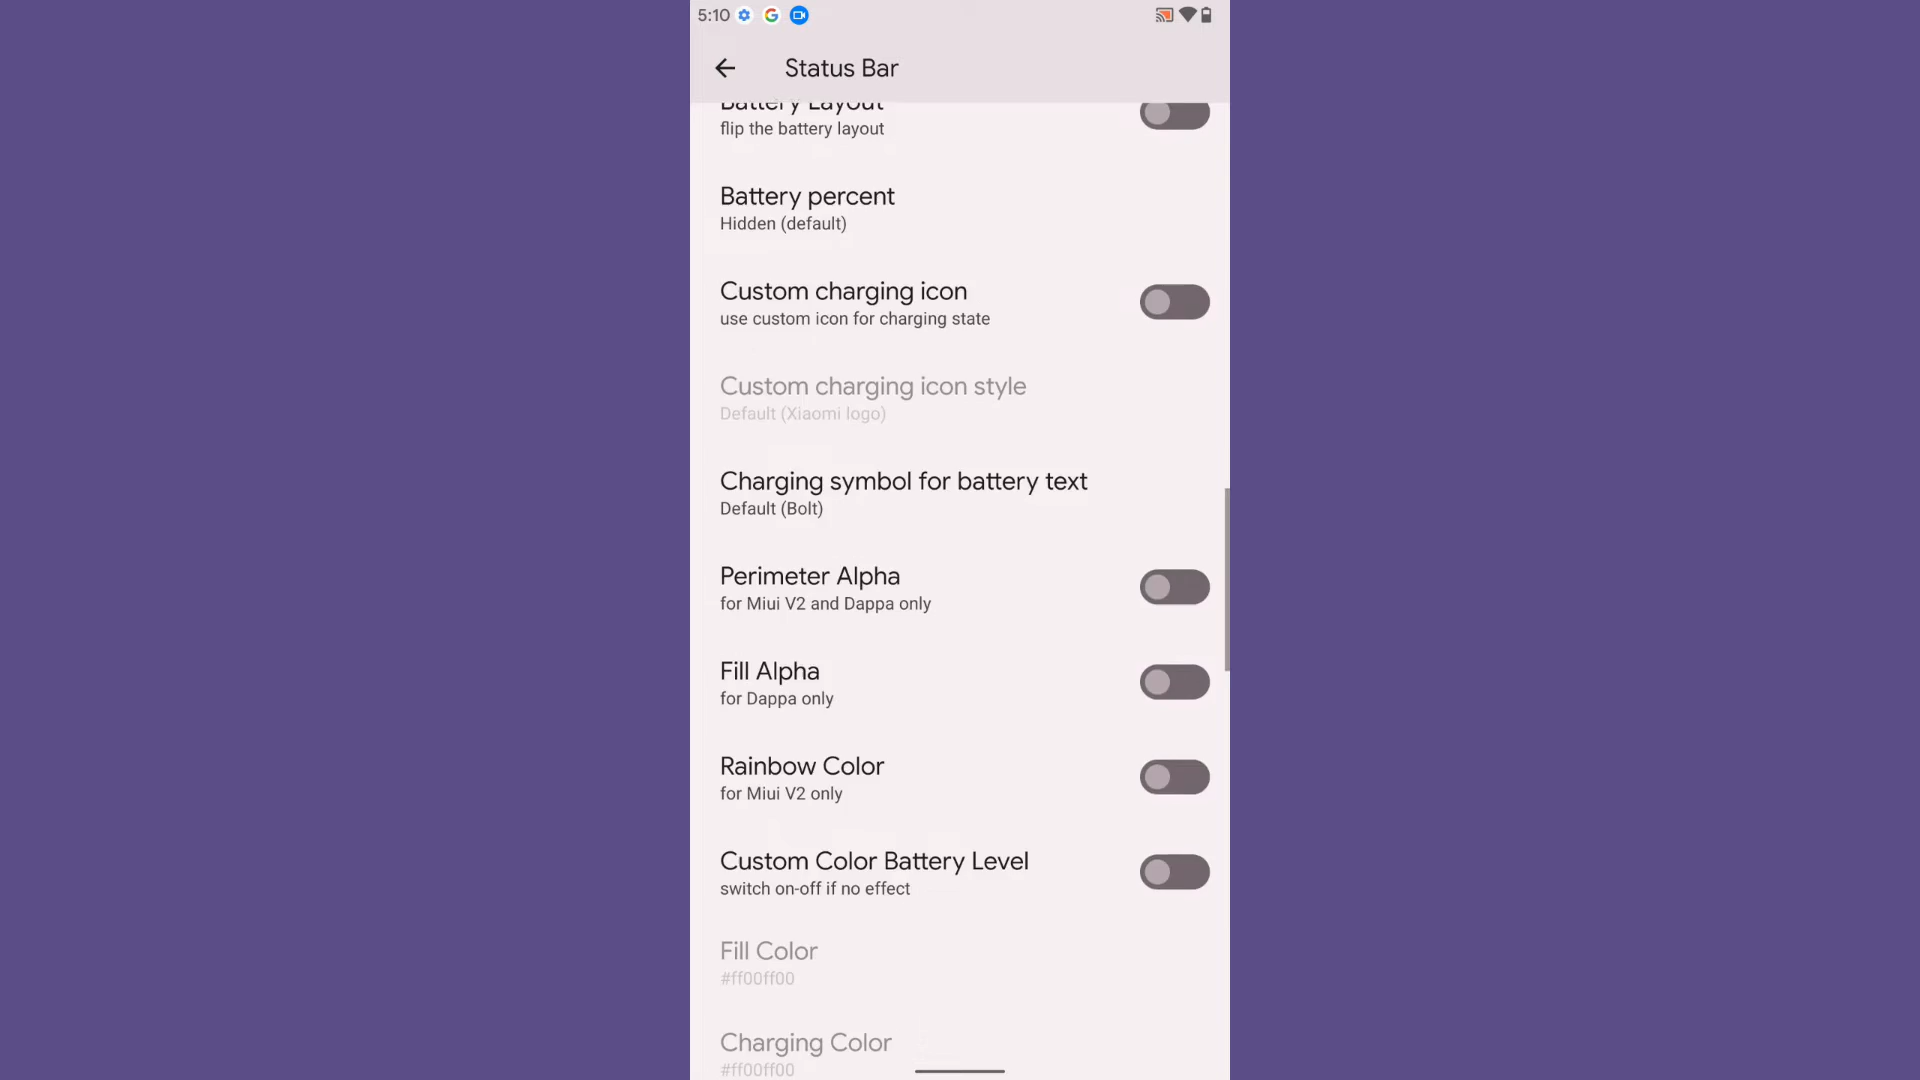 5:10
Status Bar
Battery Layout
flip the battery layout
Battery percent
Hidden (default)
Custom charging icon
use custom icon for charging state
Custom charging icon style
Default (Xiaomi logo)
Charging symbol for battery text
Default (Bolt)
Perimeter Alpha
for Miui V2 and Dappa only
Fill Alpha
for Dappa only
Rainbow Color
for Miui V2 only
Custom Color Battery Level
switch on-off if no effect
Fill Color
#ff00ff00
Charging Color
#ff00ff00